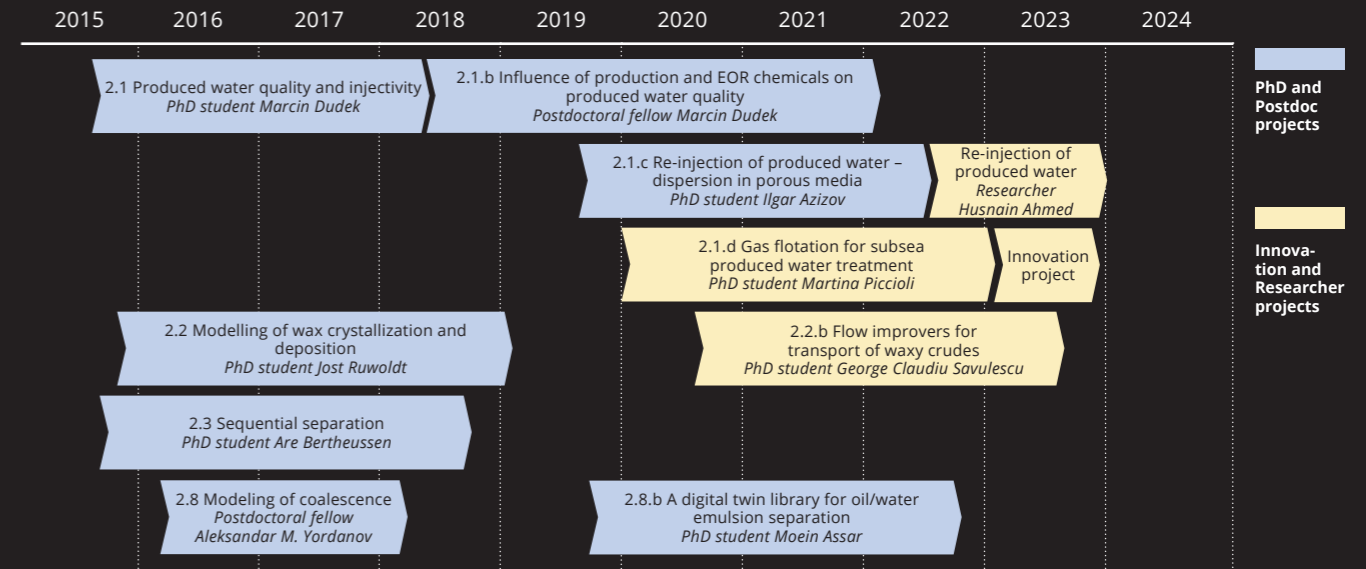 2015 2016 2017 2018 2019 2020 2021 2022 2023 2024
2.1 Produced water quality and injectivity
PhD student Marcin Dudek
2.1.b Influence of production and EOR chemicals on
produced water quality
Postdoctoral fellow Marcin Dudek
PhD and
Postdoc
projects
2.1.c Re-injection of produced water –
dispersion in porous media
PhD student Ilgar Azizov
Re-injection of
produced water
Researcher
Husnain Ahmed
2.1.d Gas flotation for subsea
produced water treatment
PhD student Martina Piccioli
Innovation
project
Innova-
tion and
Researcher
projects
2.2 Modelling of wax crystallization and
deposition
PhD student Jost Ruwoldt
2.2.b Flow improvers for
transport of waxy crudes
PhD student George Claudiu Savulescu
2.3 Sequential separation
PhD student Are Bertheussen
2.8 Modeling of coalescence
Postdoctoral fellow
Aleksandar M. Yordanov
2.8.b A digital twin library for oil/water
emulsion separation
PhD student Moein Assar